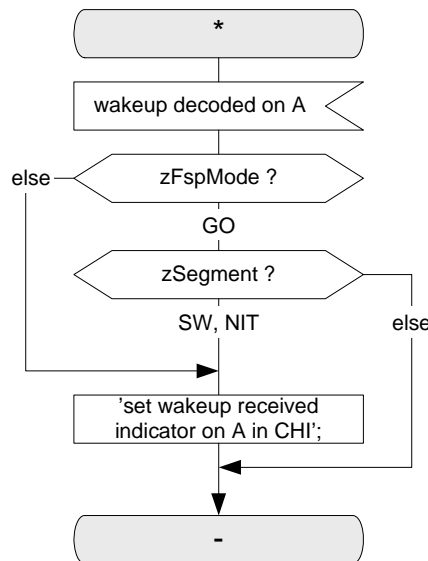 *
wakeup decoded on A
else
zFspMode ?
GO
zSegment ?
SW, NIT
else
’set wakeup received
indicator on A in CHI’;
-